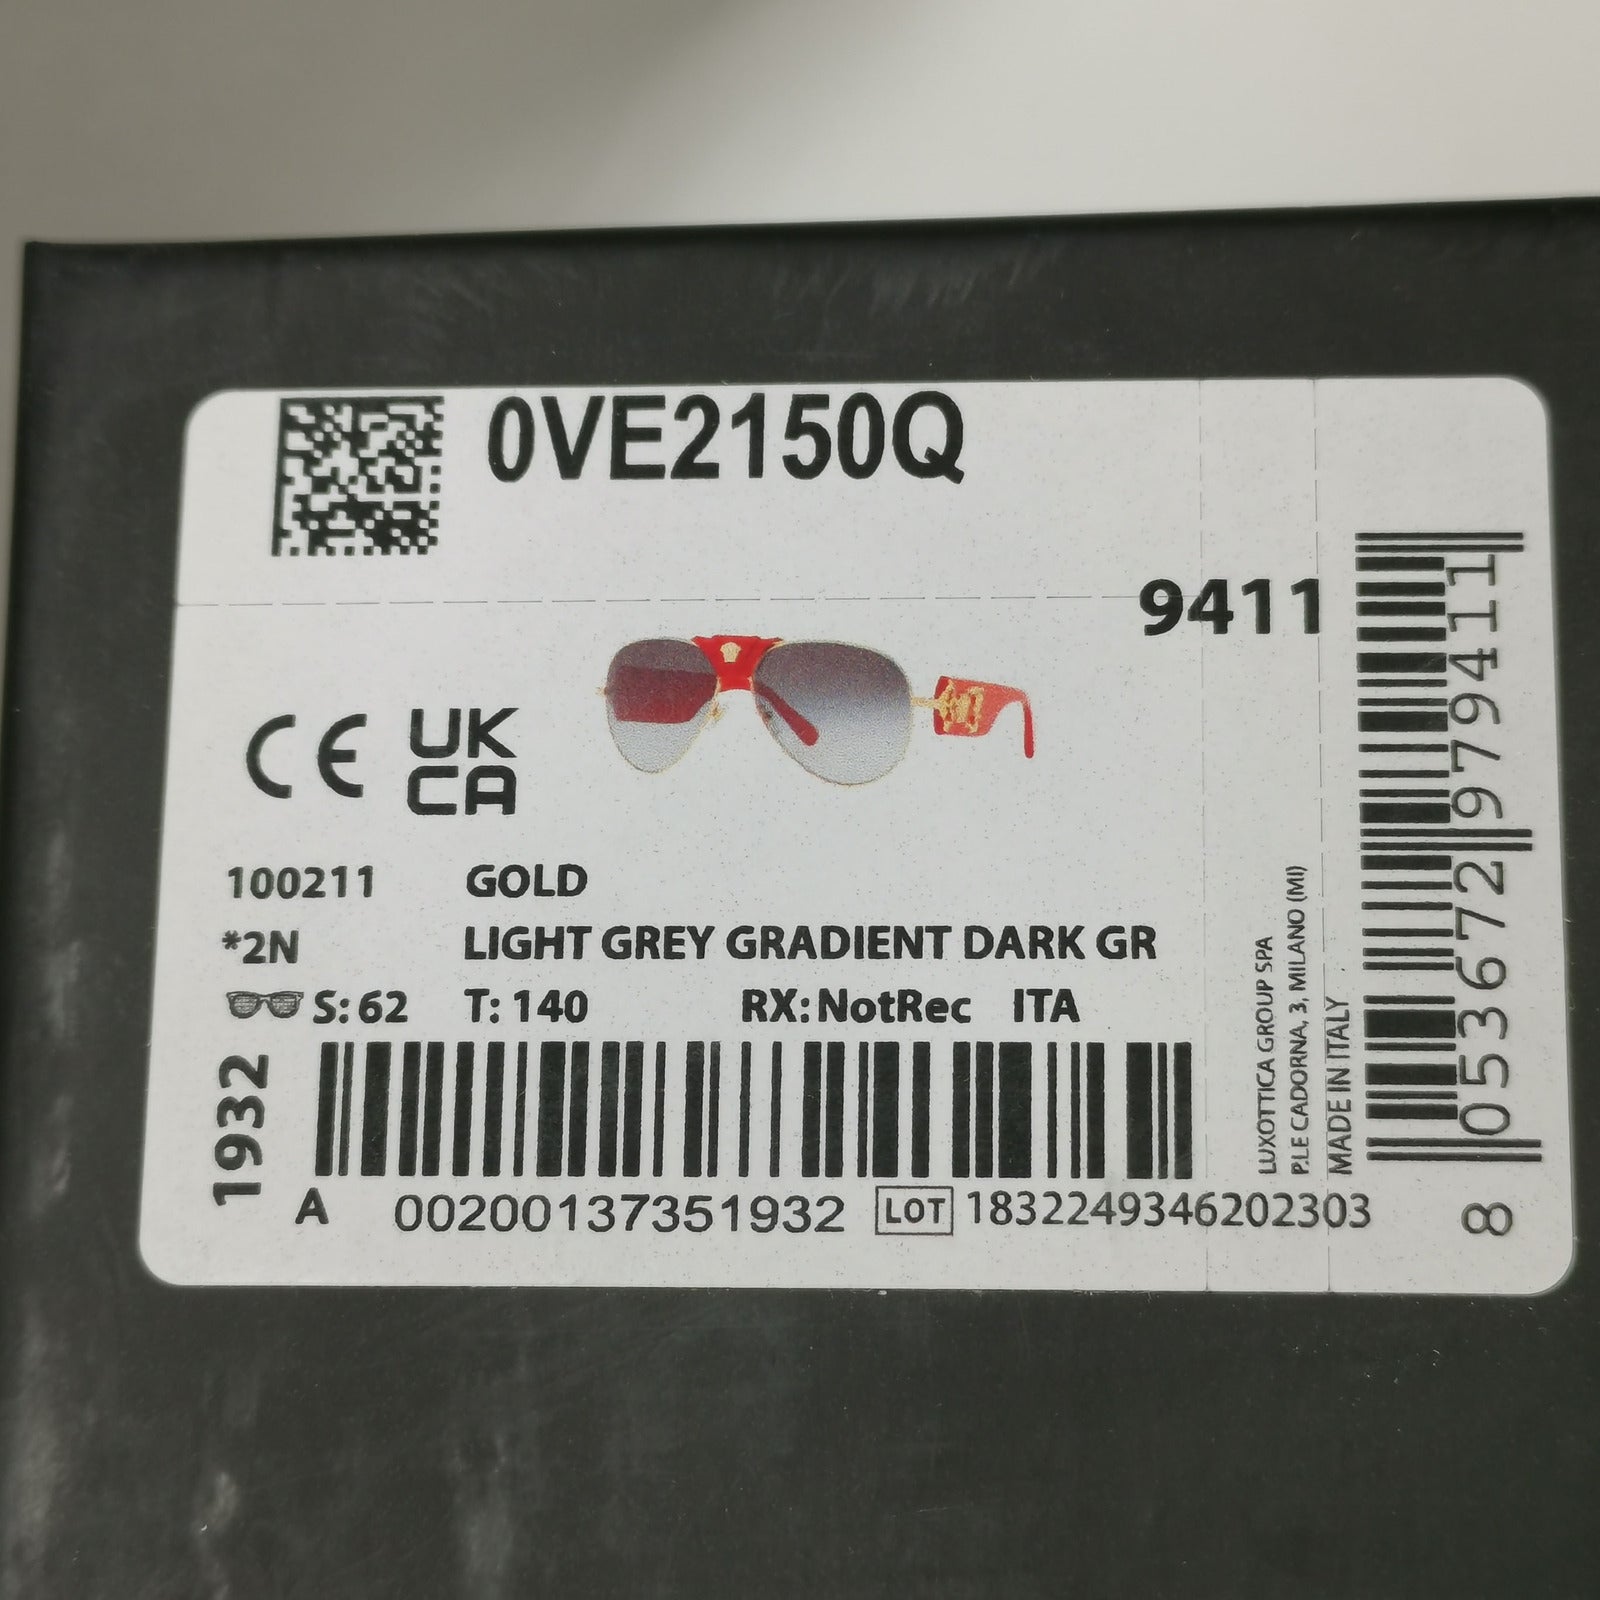 0VE2150Q
9411
CE UK CA
100211 GOLD
*2N LIGHT GREY GRADIENT DARK GR
S: 62 T: 140 RX: NotRec ITA
1932
A 00200137351932 LOT 1832249346202303
LUXOTTICA GROUP SPA
P.LE CADORNA, 3, MILANO (MI)
MADE IN ITALY
8 053672 979411